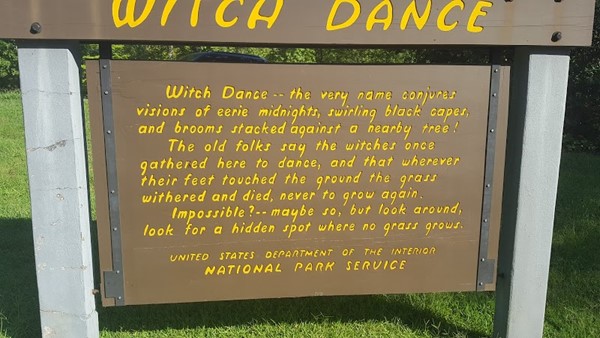 WITCH DANCE
Witch Dance -- the very name conjures
visions of eerie midnights, swirling black capes,
and brooms stacked against a nearby tree!
The old folks say the witches once
gathered here to dance, and that wherever
their feet touched the ground the grass
withered and died, never to grow again.
Impossible? -- maybe so, but look around,
look for a hidden spot where no grass grows.
UNITED STATES DEPARTMENT OF THE INTERIOR
NATIONAL PARK SERVICE